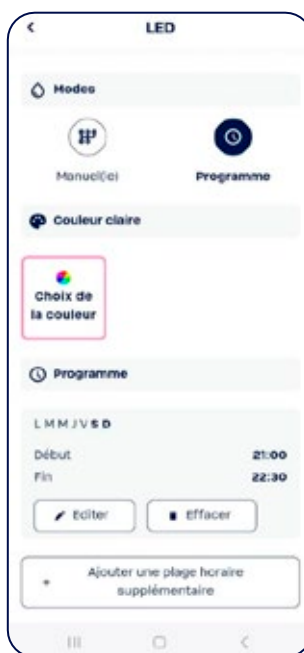 LED
Modes
Manuel(le) Programme
Couleur claire
Choix de
la couleur
Programme
L M M J V S D
Début 21:00
Fin 22:30
Editer Effacer
+ Ajouter une plage horaire
supplémentaire